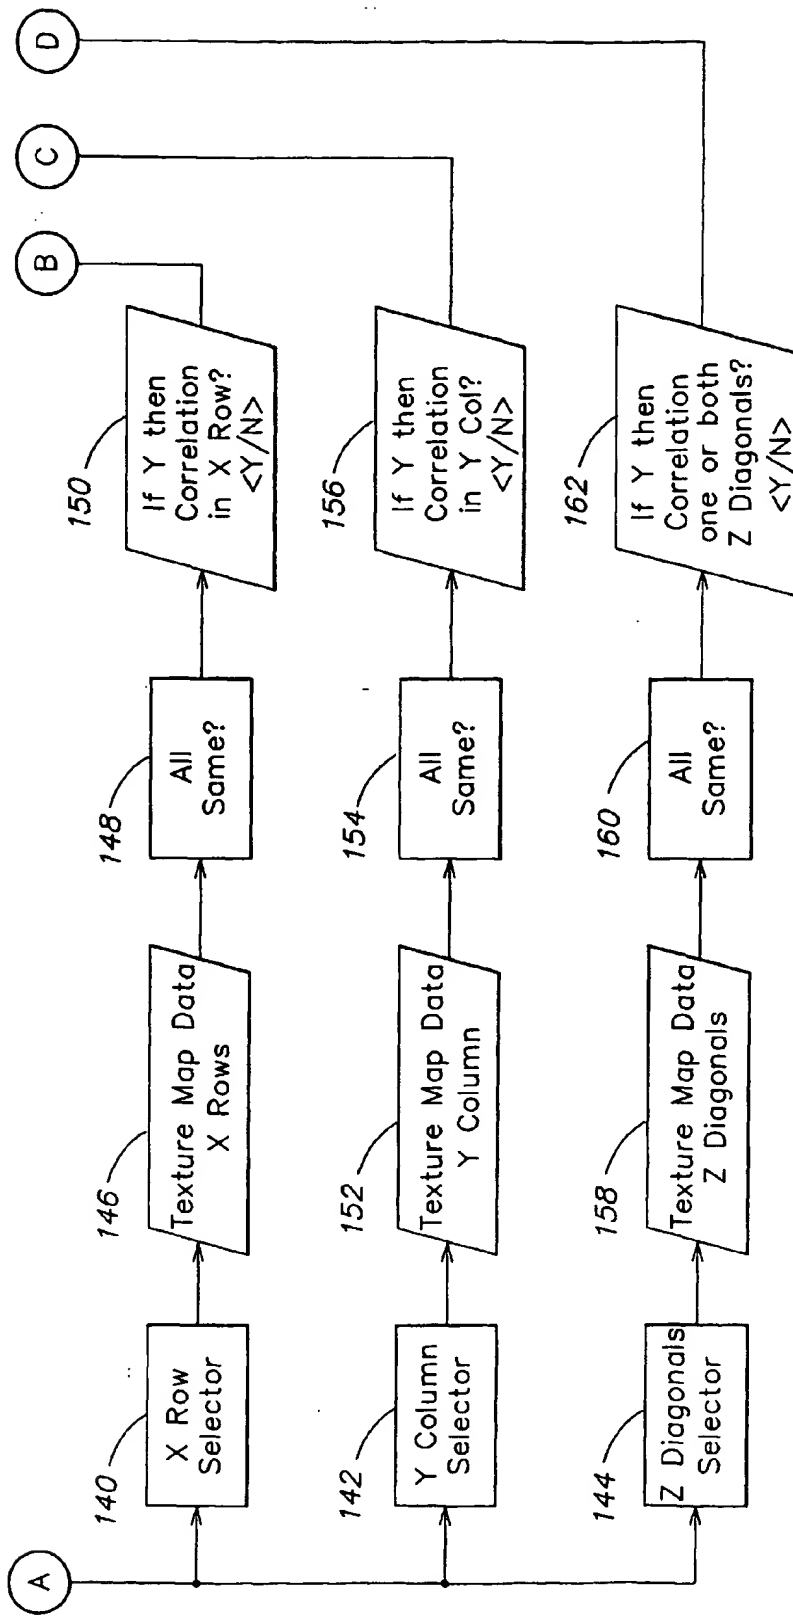 A
140
X Row
Selector
146
Texture Map Data
X Rows
148
All
Same?
150
If Y then
Correlation
in X Row?
<Y/N>
B
142
Y Column
Selector
152
Texture Map Data
Y Column
154
All
Same?
156
If Y then
Correlation
in Y Col?
<Y/N>
C
144
Z Diagonals
Selector
158
Texture Map Data
Z Diagonals
160
All
Same?
162
If Y then
Correlation
one or both
Z Diagonals?
<Y/N>
D